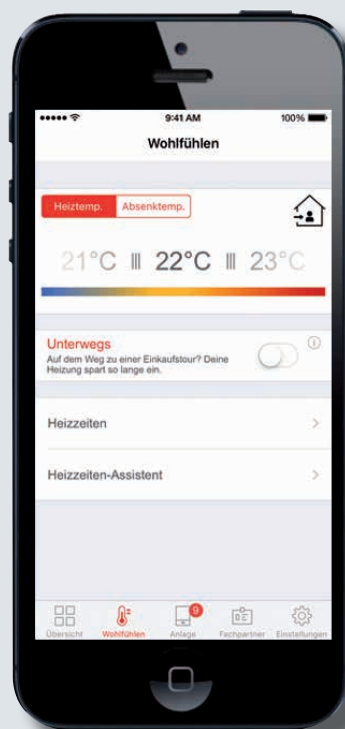 9:41 AM
100%
Wohlfühlen
Heiztemp.
Absenktemp.
21°C
22°C
23°C
Unterwegs
Auf dem Weg zu einer Einkaufstour? Deine
Heizung spart so lange ein.
Heizzeiten
Heizzeiten-Assistent
9
Übersicht
Wohlfühlen
Anlage
Fachpartner
Einstellungen